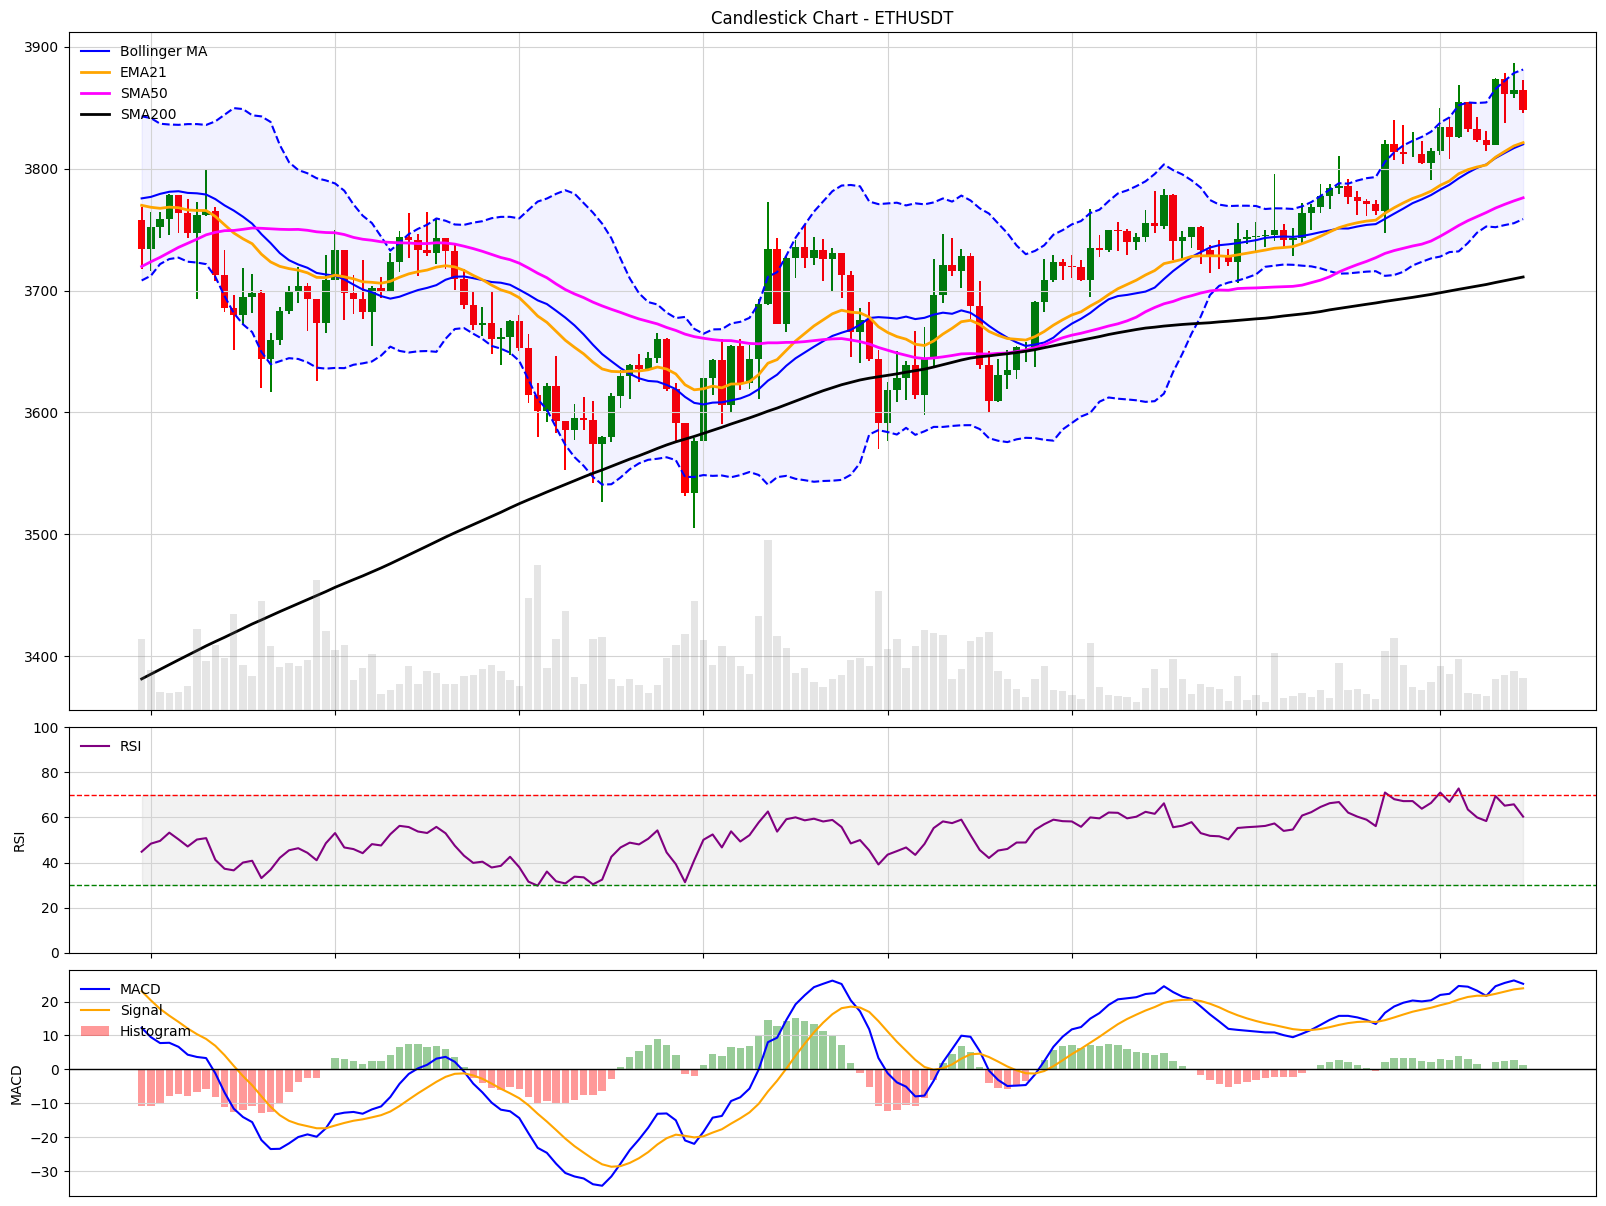 Candlestick Chart - ETHUSDT
3900
3800
3700
3600
3500
3400
Bollinger MA
EMA21
SMA50
SMA200
100
80
60
40
20
0
RSI
RSI
20
10
0
−10
−20
−30
MACD
MACD
Signal
Histogram